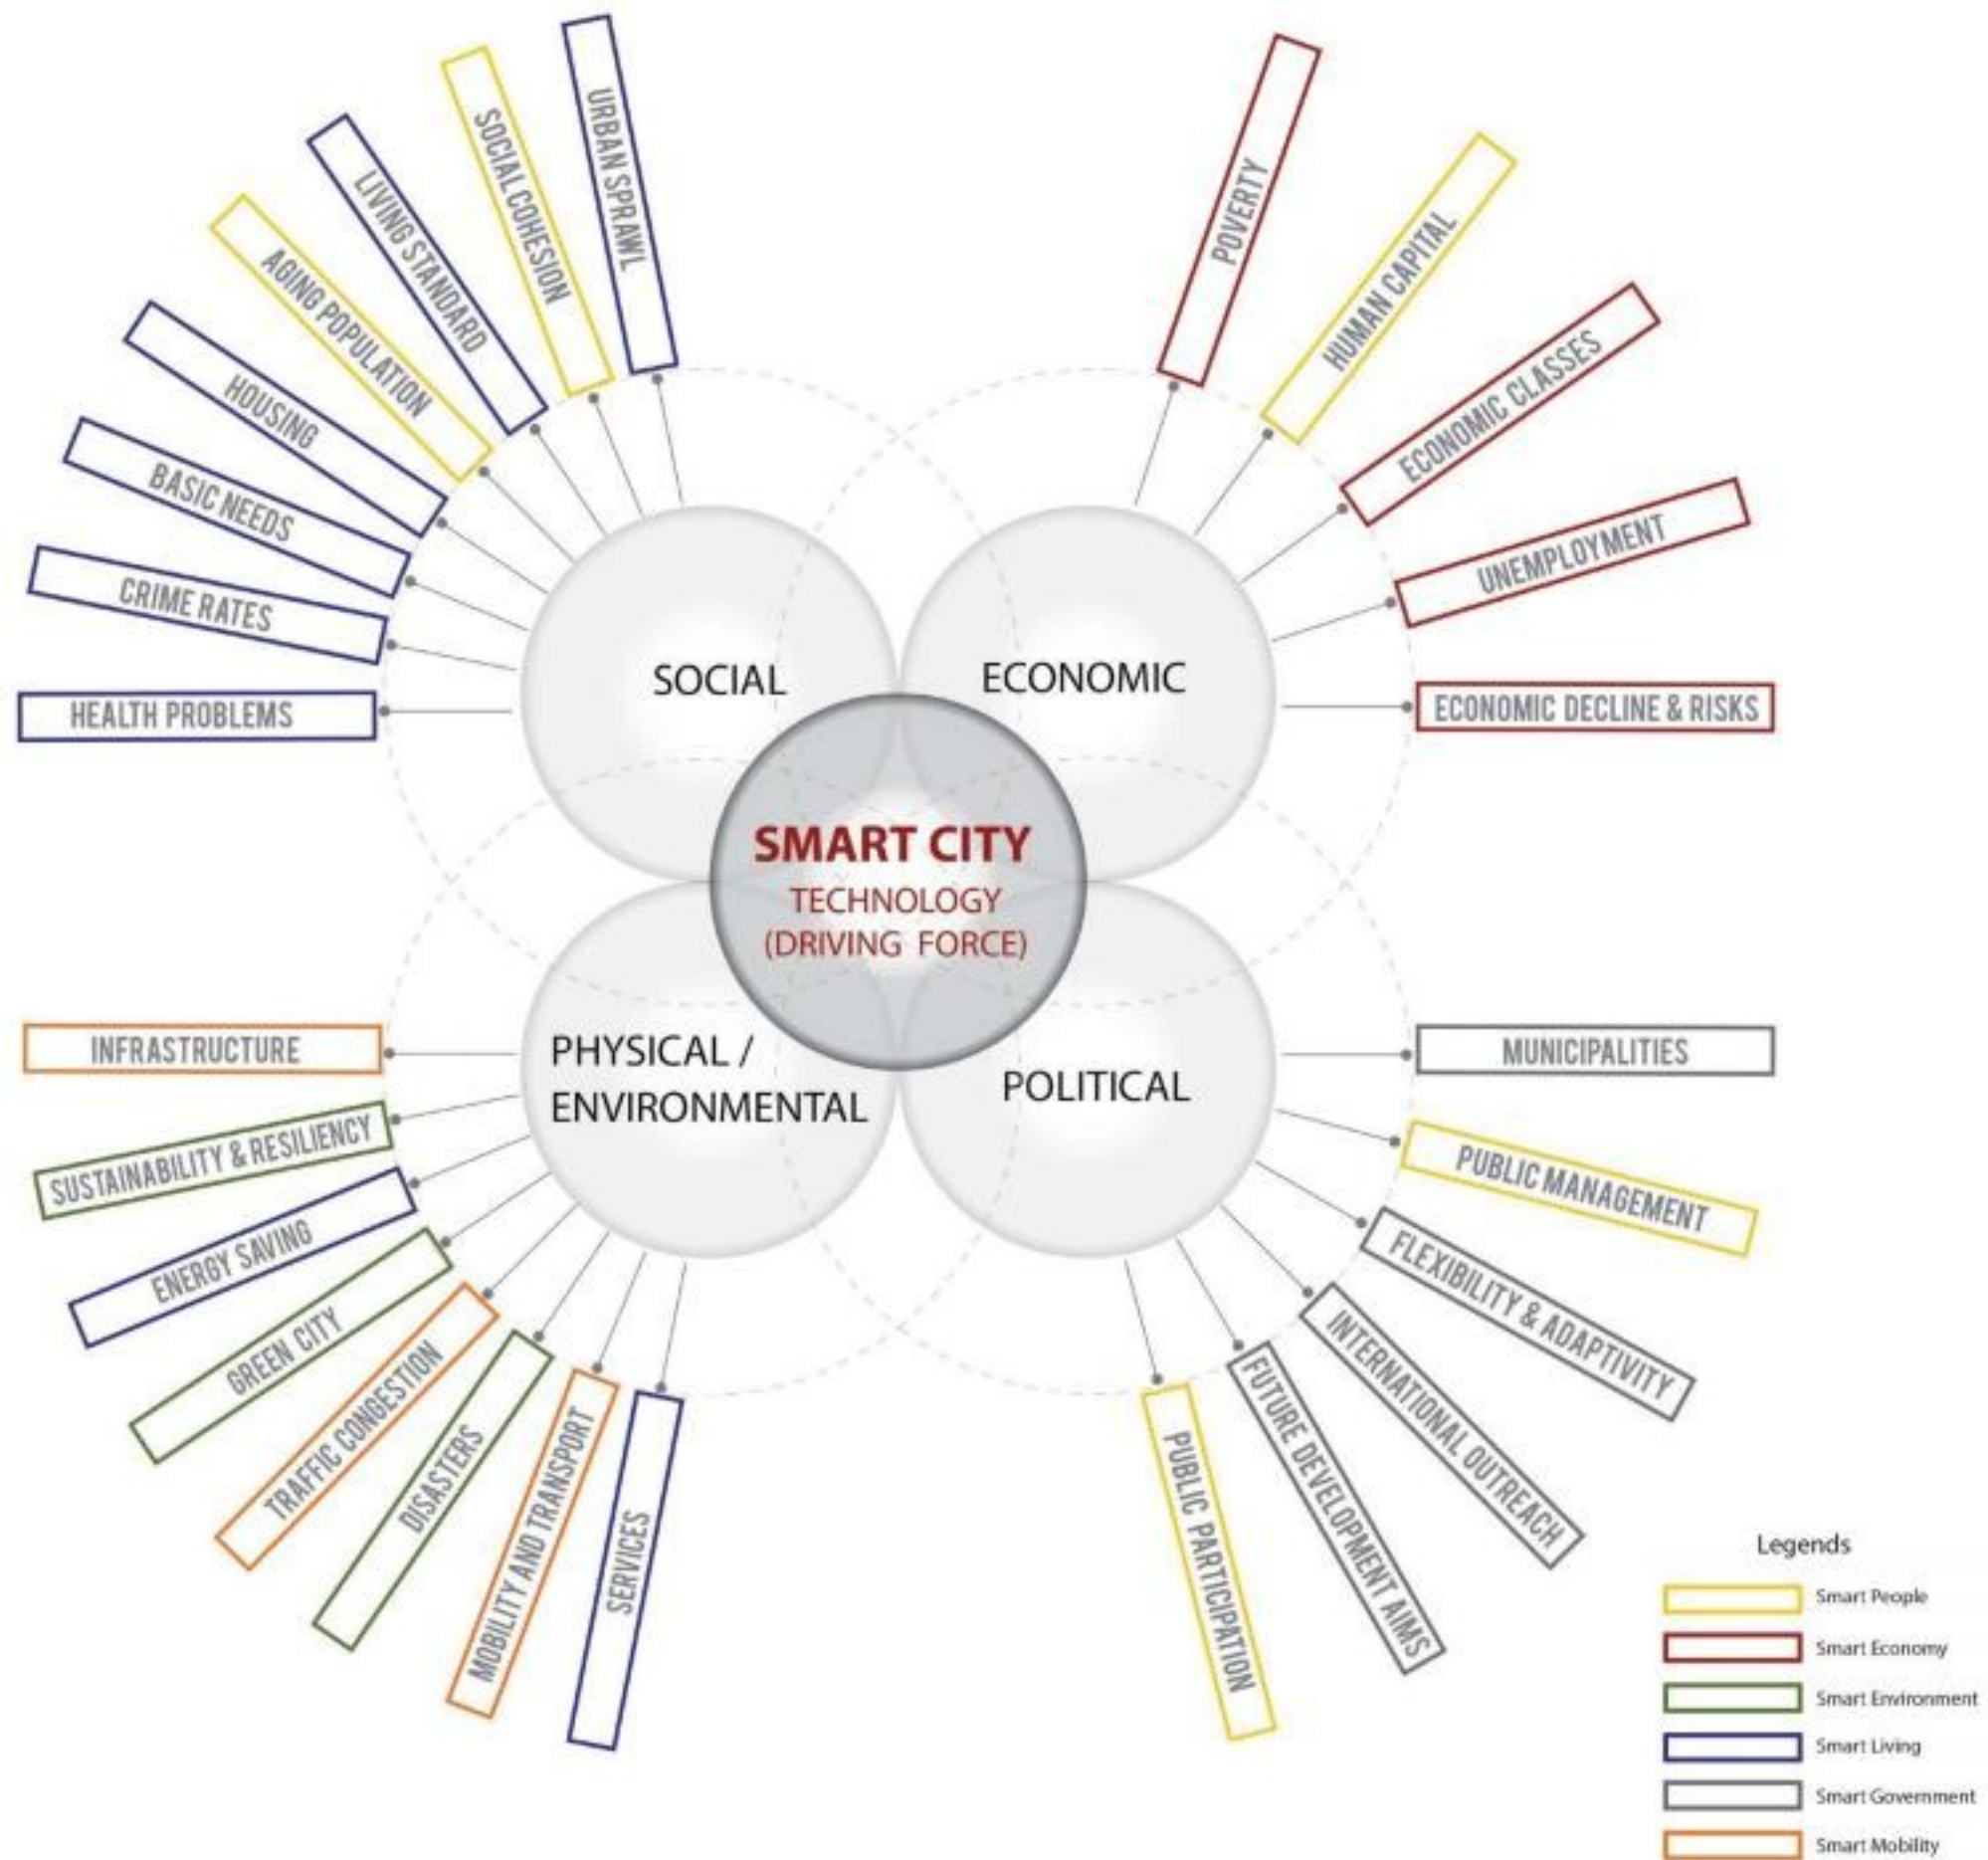 URBAN SPRAWL
SOCIAL COHESION
LIVING STANDARD
AGING POPULATION
HOUSING
BASIC NEEDS
CRIME RATES
HEALTH PROBLEMS
POVERTY
HUMAN CAPITAL
ECONOMIC CLASSES
UNEMPLOYMENT
ECONOMIC DECLINE & RISKS
SOCIAL
ECONOMIC
SMART CITY
TECHNOLOGY
(DRIVING FORCE)
PHYSICAL /
ENVIRONMENTAL
POLITICAL
INFRASTRUCTURE
SUSTAINABILITY & RESILIENCY
ENERGY SAVING
GREEN CITY
TRAFFIC CONGESTION
DISASTERS
MOBILITY AND TRANSPORT
SERVICES
MUNICIPALITIES
PUBLIC MANAGEMENT
FLEXIBILITY & ADAPTIVITY
INTERNATIONAL OUTREACH
FUTURE DEVELOPMENT AIMS
PUBLIC PARTICIPATION
Legends
Smart People
Smart Economy
Smart Environment
Smart Living
Smart Government
Smart Mobility